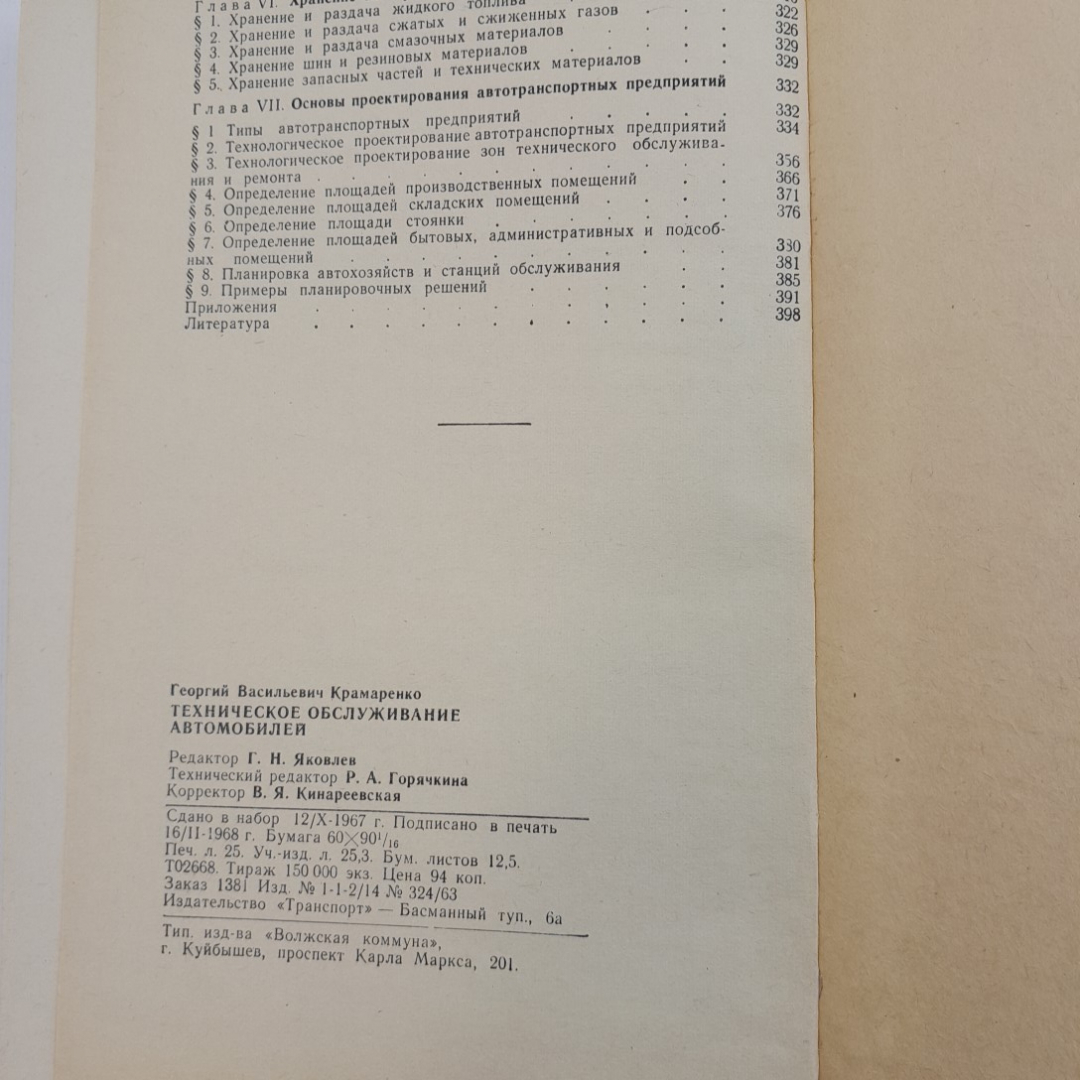 Глава VI. Хранение
§ 1. Хранение и раздача жидкого топлива . . . 322
§ 2. Хранение и раздача сжатых и сжиженных газов . . . 326
§ 3. Хранение и раздача смазочных материалов . . . 329
§ 4. Хранение шин и резиновых материалов . . . . 329
§ 5. Хранение запасных частей и технических материалов . .
Глава VII. Основы проектирования автотранспортных предприятий 332
§ 1 Типы автотранспортных предприятий . . . . 332
§ 2. Технологическое проектирование автотранспортных предприятий 334
§ 3. Технологическое проектирование зон технического обслужива-
ния и ремонта . . . . . . . . . . 356
§ 4. Определение площадей производственных помещений . . 366
§ 5. Определение площадей складских помещений . . . . 371
§ 6. Определение площади стоянки . . . . . . . 376
§ 7. Определение площадей бытовых, административных и подсоб-
ных помещений . . . . . . . . . . 380
§ 8. Планировка автохозяйств и станций обслуживания . . 381
§ 9. Примеры планировочных решений . . . . . . 385
Приложения . . . . . . . . . . . 391
Литература . . . . . . . . . . . 398
Георгий Васильевич Крамаренко
ТЕХНИЧЕСКОЕ ОБСЛУЖИВАНИЕ
АВТОМОБИЛЕЙ
Редактор Г. Н. Яковлев
Технический редактор Р. А. Горячкина
Корректор В. Я. Кинареевская
Сдано в набор 12/X-1967 г. Подписано в печать
16/II-1968 г. Бумага 60×90¹/₁₆
Печ. л. 25. Уч.-изд. л. 25,3. Бум. листов 12,5.
Т02668. Тираж 150 000 экз. Цена 94 коп.
Заказ 1381 Изд. № 1-1-2/14 № 324/63
Издательство «Транспорт» — Басманный туп., 6а
Тип. изд-ва «Волжская коммуна»,
г. Куйбышев, проспект Карла Маркса, 201.